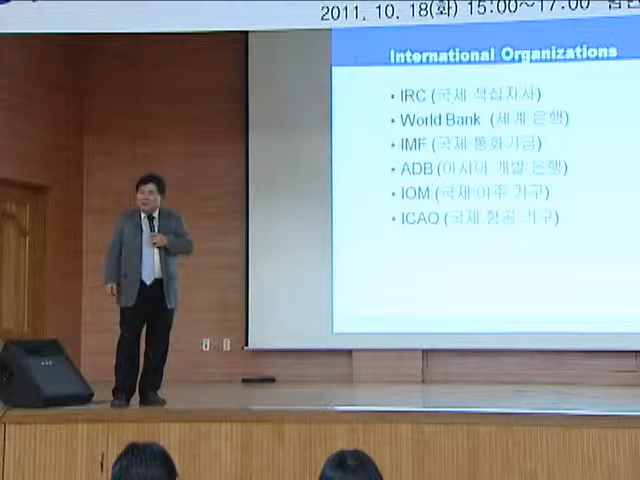 2011. 10. 18(화) 15:00~17:00
International Organizations
• IRC (국제 적십자사)
• World Bank (세계 은행)
• IMF (국제 통화기금)
• ADB (아시아 개발 은행)
• IOM (국제 이주 기구)
• ICAO (국제 항공 기구)